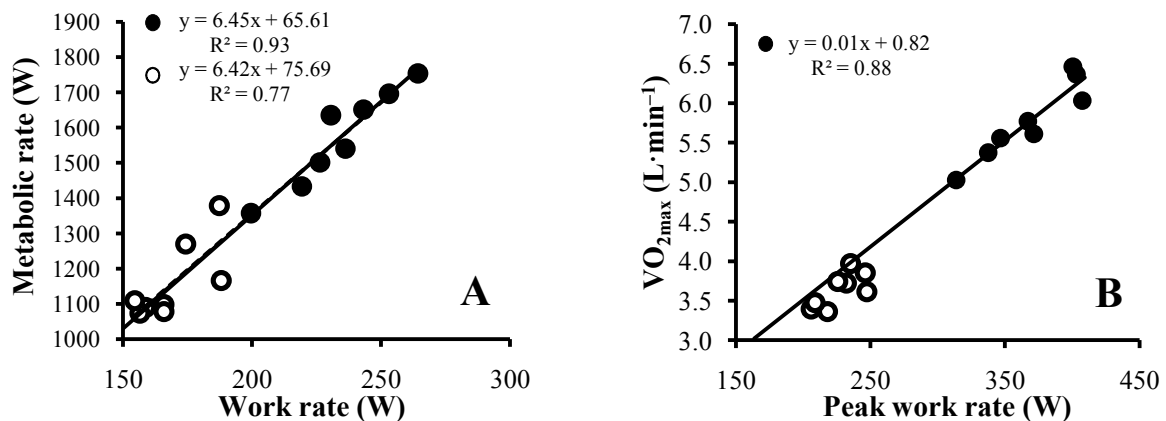 y = 6.45x + 65.61
R² = 0.93
y = 6.42x + 75.69
R² = 0.77
Metabolic rate (W)
1900
1800
1700
1600
1500
1400
1300
1200
1100
1000
A
150 200 250 300
Work rate (W)
y = 0.01x + 0.82
R² = 0.88
VO2max (L·min⁻¹)
7.0
6.5
6.0
5.5
5.0
4.5
4.0
3.5
3.0
B
150 250 350 450
Peak work rate (W)